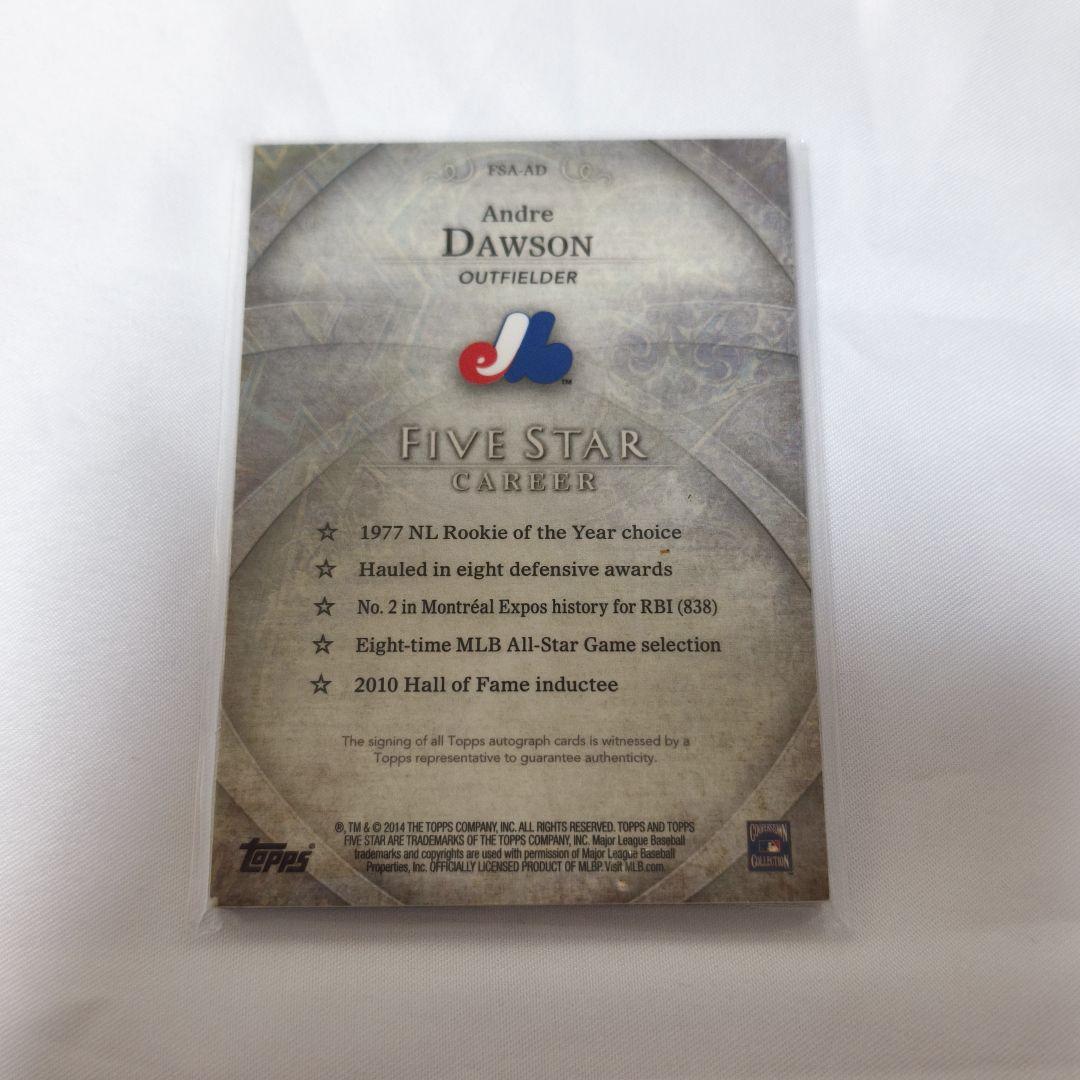 FSA-AD
Andre
DAWSON
OUTFIELDER
TM
FIVE STAR
CAREER
☆ 1977 NL Rookie of the Year choice
☆ Hauled in eight defensive awards
☆ No. 2 in Montréal Expos history for RBI (838)
☆ Eight-time MLB All-Star Game selection
☆ 2010 Hall of Fame inductee
The signing of all Topps autograph cards is witnessed by a
Topps representative to guarantee authenticity.
®, TM & © 2014 THE TOPPS COMPANY, INC. ALL RIGHTS RESERVED. TOPPS AND TOPPS
FIVE STAR ARE TRADEMARKS OF THE TOPPS COMPANY, INC. Major League Baseball
trademarks and copyrights are used with permission of Major League Baseball
Properties, Inc. OFFICIALLY LICENSED PRODUCT OF MLBP. Visit MLB.com
topps®
COOPERSTOWN
COLLECTION